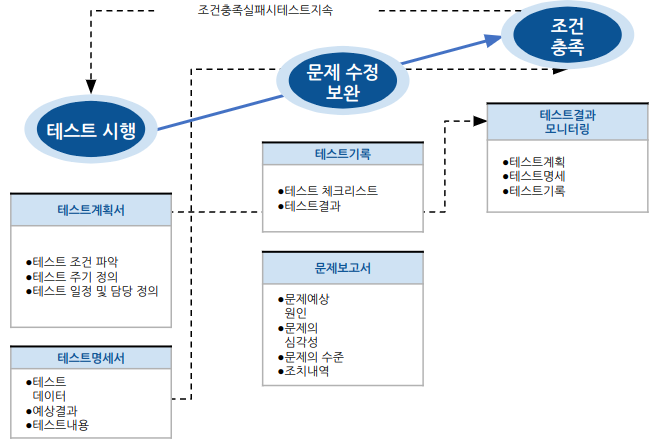 조건충족실패시테스트지속
조건
충족
문제 수정
보완
테스트 시행
테스트결과
모니터링
●테스트계획
●테스트명세
●테스트기록
테스트기록
●테스트 체크리스트
●테스트결과
테스트계획서
●테스트 조건 파악
●테스트 주기 정의
●테스트 일정 및 담당 정의
문제보고서
●문제예상
원인
●문제의
심각성
●문제의 수준
●조치내역
테스트명세서
●테스트
데이터
●예상결과
●테스트내용